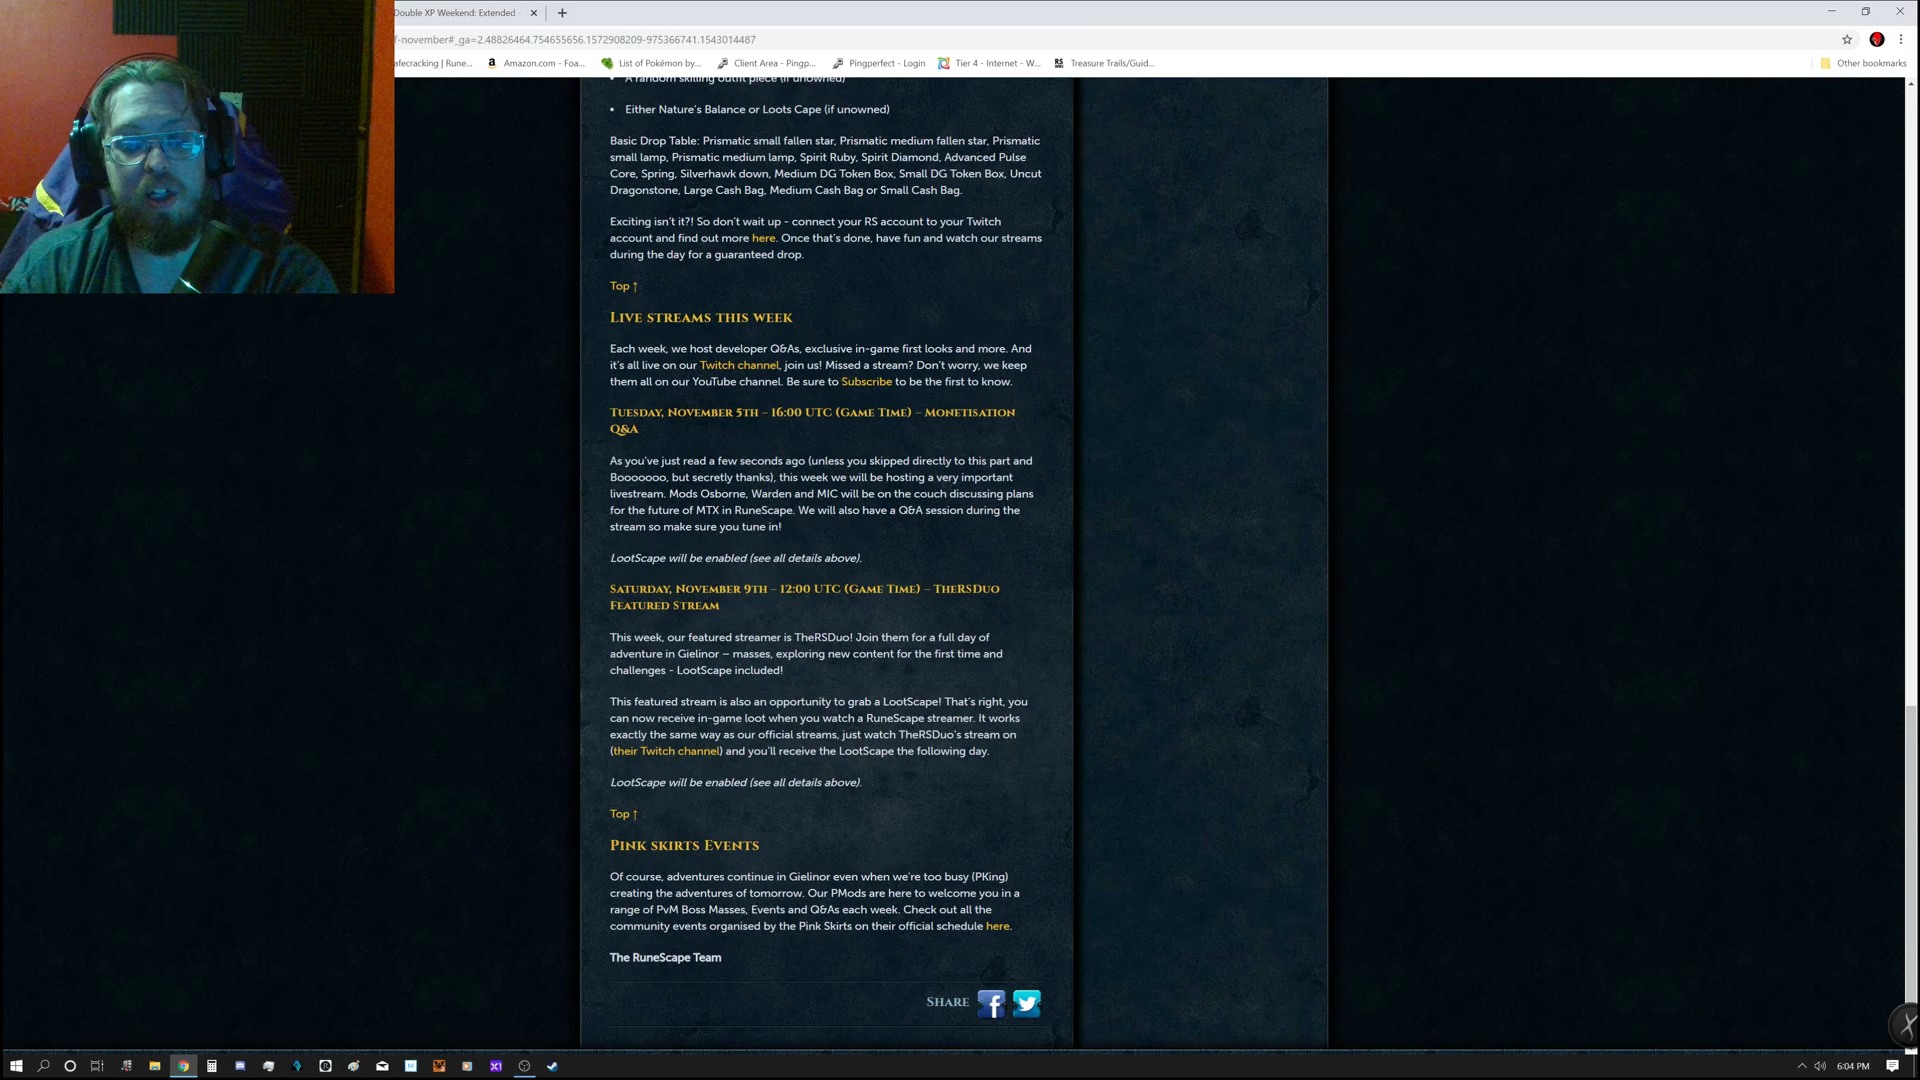 Double XP Weekend: Extended
f-november#_ga=2.48826464.754655656.1572908209-975366741.1543014487
afecracking | Rune...
Amazon.com - Foa...
List of Pokémon by...
Client Area - Pingp...
Pingperfect - Login
Tier 4 - Internet - W...
Treasure Trails/Guid...
Other bookmarks
• A random skilling outfit piece (if unowned)
• Either Nature's Balance or Loots Cape (if unowned)
Basic Drop Table: Prismatic small fallen star, Prismatic medium fallen star, Prismatic
small lamp, Prismatic medium lamp, Spirit Ruby, Spirit Diamond, Advanced Pulse
Core, Spring, Silverhawk down, Medium DG Token Box, Small DG Token Box, Uncut
Dragonstone, Large Cash Bag, Medium Cash Bag or Small Cash Bag.
Exciting isn't it?! So don't wait up - connect your RS account to your Twitch
account and find out more here. Once that's done, have fun and watch our streams
during the day for a guaranteed drop.
Top ↑
Live streams this week
Each week, we host developer Q&As, exclusive in-game first looks and more. And
it's all live on our Twitch channel, join us! Missed a stream? Don't worry, we keep
them all on our YouTube channel. Be sure to Subscribe to be the first to know.
Tuesday, November 5th – 16:00 UTC (Game Time) – Monetisation
Q&A
As you've just read a few seconds ago (unless you skipped directly to this part and
Booooooo, but secretly thanks), this week we will be hosting a very important
livestream. Mods Osborne, Warden and MIC will be on the couch discussing plans
for the future of MTX in RuneScape. We will also have a Q&A session during the
stream so make sure you tune in!
LootScape will be enabled (see all details above).
Saturday, November 9th – 12:00 UTC (Game Time) – TheRSDuo
Featured Stream
This week, our featured streamer is TheRSDuo! Join them for a full day of
adventure in Gielinor – masses, exploring new content for the first time and
challenges - LootScape included!
This featured stream is also an opportunity to grab a LootScape! That's right, you
can now receive in-game loot when you watch a RuneScape streamer. It works
exactly the same way as our official streams, just watch TheRSDuo's stream on
(their Twitch channel) and you'll receive the LootScape the following day.
LootScape will be enabled (see all details above).
Top ↑
Pink skirts Events
Of course, adventures continue in Gielinor even when we're too busy (PKing)
creating the adventures of tomorrow. Our PMods are here to welcome you in a
range of PvM Boss Masses, Events and Q&As each week. Check out all the
community events organised by the Pink Skirts on their official schedule here.
The RuneScape Team
Share
6:04 PM